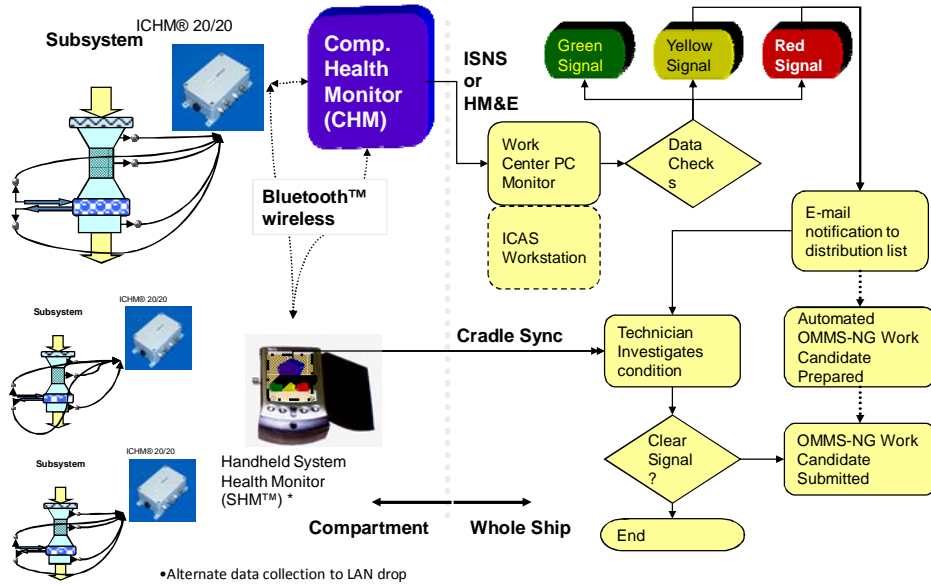 ICHM® 20/20
Subsystem
Comp.
Health
Monitor
(CHM)
ISNS
or
HM&E
Green
Signal
Yellow
Signal
Red
Signal
Work
Center PC
Monitor
Data
Check
s
Bluetooth™
wireless
ICAS
Workstation
E-mail
notification to
distribution list
ICHM® 20/20
Subsystem
Cradle Sync
Technician
Investigates
condition
Automated
OMMS-NG Work
Candidate
Prepared
ICHM® 20/20
Subsystem
Handheld System
Health Monitor
(SHM™) *
Clear
Signal
?
OMMS-NG Work
Candidate
Submitted
Compartment
Whole Ship
End
•Alternate data collection to LAN drop